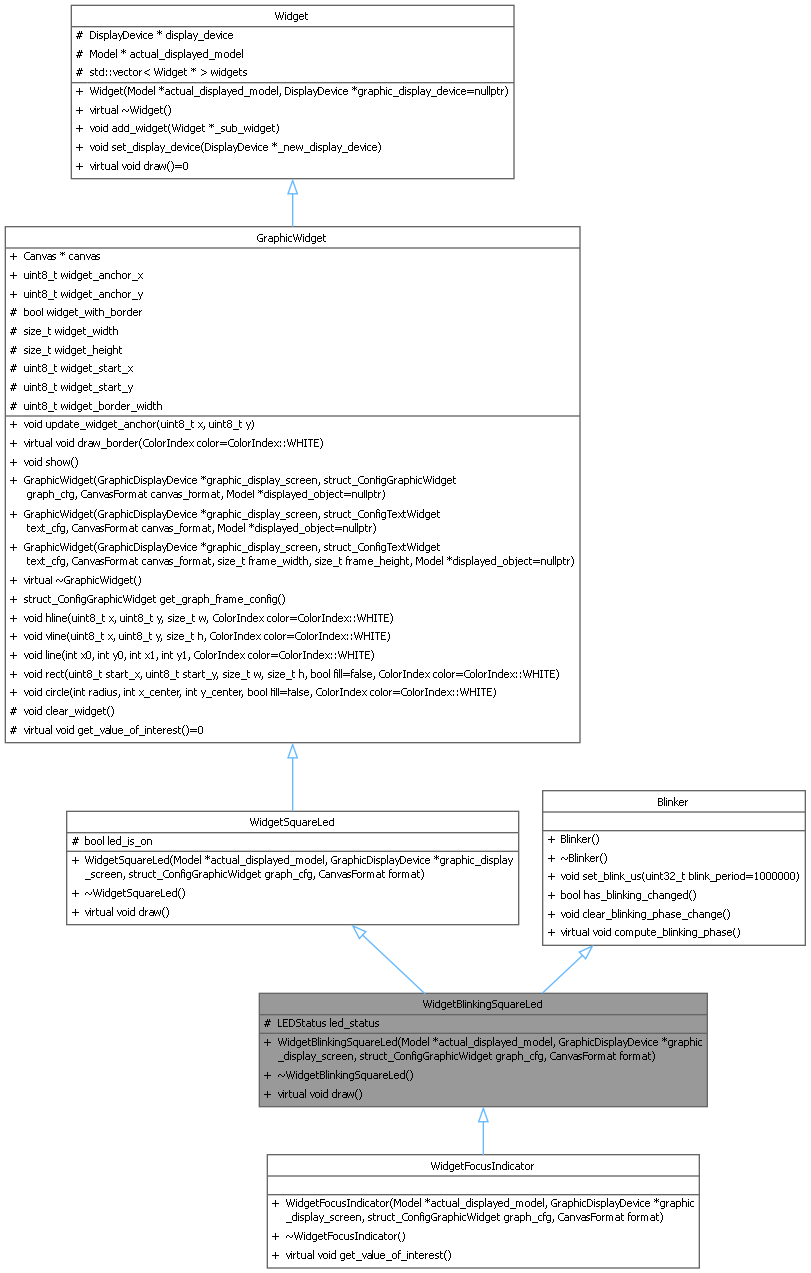 Widget
# DisplayDevice * display_device
# Model * actual_displayed_model
# std::vector< Widget * > widgets
+ Widget(Model *actual_displayed_model, DisplayDevice *graphic_display_device=nullptr)
+ virtual ~Widget()
+ void add_widget(Widget *_sub_widget)
+ void set_display_device(DisplayDevice *_new_display_device)
+ virtual void draw()=0
GraphicWidget
+ Canvas * canvas
+ uint8_t widget_anchor_x
+ uint8_t widget_anchor_y
# bool widget_with_border
# size_t widget_width
# size_t widget_height
# uint8_t widget_start_x
# uint8_t widget_start_y
# uint8_t widget_border_width
+ void update_widget_anchor(uint8_t x, uint8_t y)
+ virtual void draw_border(ColorIndex color=ColorIndex::WHITE)
+ void show()
+ GraphicWidget(GraphicDisplayDevice *graphic_display_screen, struct_ConfigGraphicWidget
graph_cfg, CanvasFormat canvas_format, Model *displayed_object=nullptr)
+ GraphicWidget(GraphicDisplayDevice *graphic_display_screen, struct_ConfigTextWidget
text_cfg, CanvasFormat canvas_format, Model *displayed_object=nullptr)
+ GraphicWidget(GraphicDisplayDevice *graphic_display_screen, struct_ConfigTextWidget
text_cfg, CanvasFormat canvas_format, size_t frame_width, size_t frame_height, Model *displayed_object=nullptr)
+ virtual ~GraphicWidget()
+ struct_ConfigGraphicWidget get_graph_frame_config()
+ void hline(uint8_t x, uint8_t y, size_t w, ColorIndex color=ColorIndex::WHITE)
+ void vline(uint8_t x, uint8_t y, size_t h, ColorIndex color=ColorIndex::WHITE)
+ void line(int x0, int y0, int x1, int y1, ColorIndex color=ColorIndex::WHITE)
+ void rect(uint8_t start_x, uint8_t start_y, size_t w, size_t h, bool fill=false, ColorIndex color=ColorIndex::WHITE)
+ void circle(int radius, int x_center, int y_center, bool fill=false, ColorIndex color=ColorIndex::WHITE)
# void clear_widget()
# virtual void get_value_of_interest()=0
WidgetSquareLed
# bool led_is_on
+ WidgetSquareLed(Model *actual_displayed_model, GraphicDisplayDevice *graphic_display
_screen, struct_ConfigGraphicWidget graph_cfg, CanvasFormat format)
+ ~WidgetSquareLed()
+ virtual void draw()
Blinker
+ Blinker()
+ ~Blinker()
+ void set_blink_us(uint32_t blink_period=1000000)
+ bool has_blinking_changed()
+ void clear_blinking_phase_change()
+ virtual void compute_blinking_phase()
WidgetBlinkingSquareLed
# LEDStatus led_status
+ WidgetBlinkingSquareLed(Model *actual_displayed_model, GraphicDisplayDevice *graphic
_display_screen, struct_ConfigGraphicWidget graph_cfg, CanvasFormat format)
+ ~WidgetBlinkingSquareLed()
+ virtual void draw()
WidgetFocusIndicator
+ WidgetFocusIndicator(Model *actual_displayed_model, GraphicDisplayDevice *graphic
_display_screen, struct_ConfigGraphicWidget graph_cfg, CanvasFormat format)
+ ~WidgetFocusIndicator()
+ virtual void get_value_of_interest()